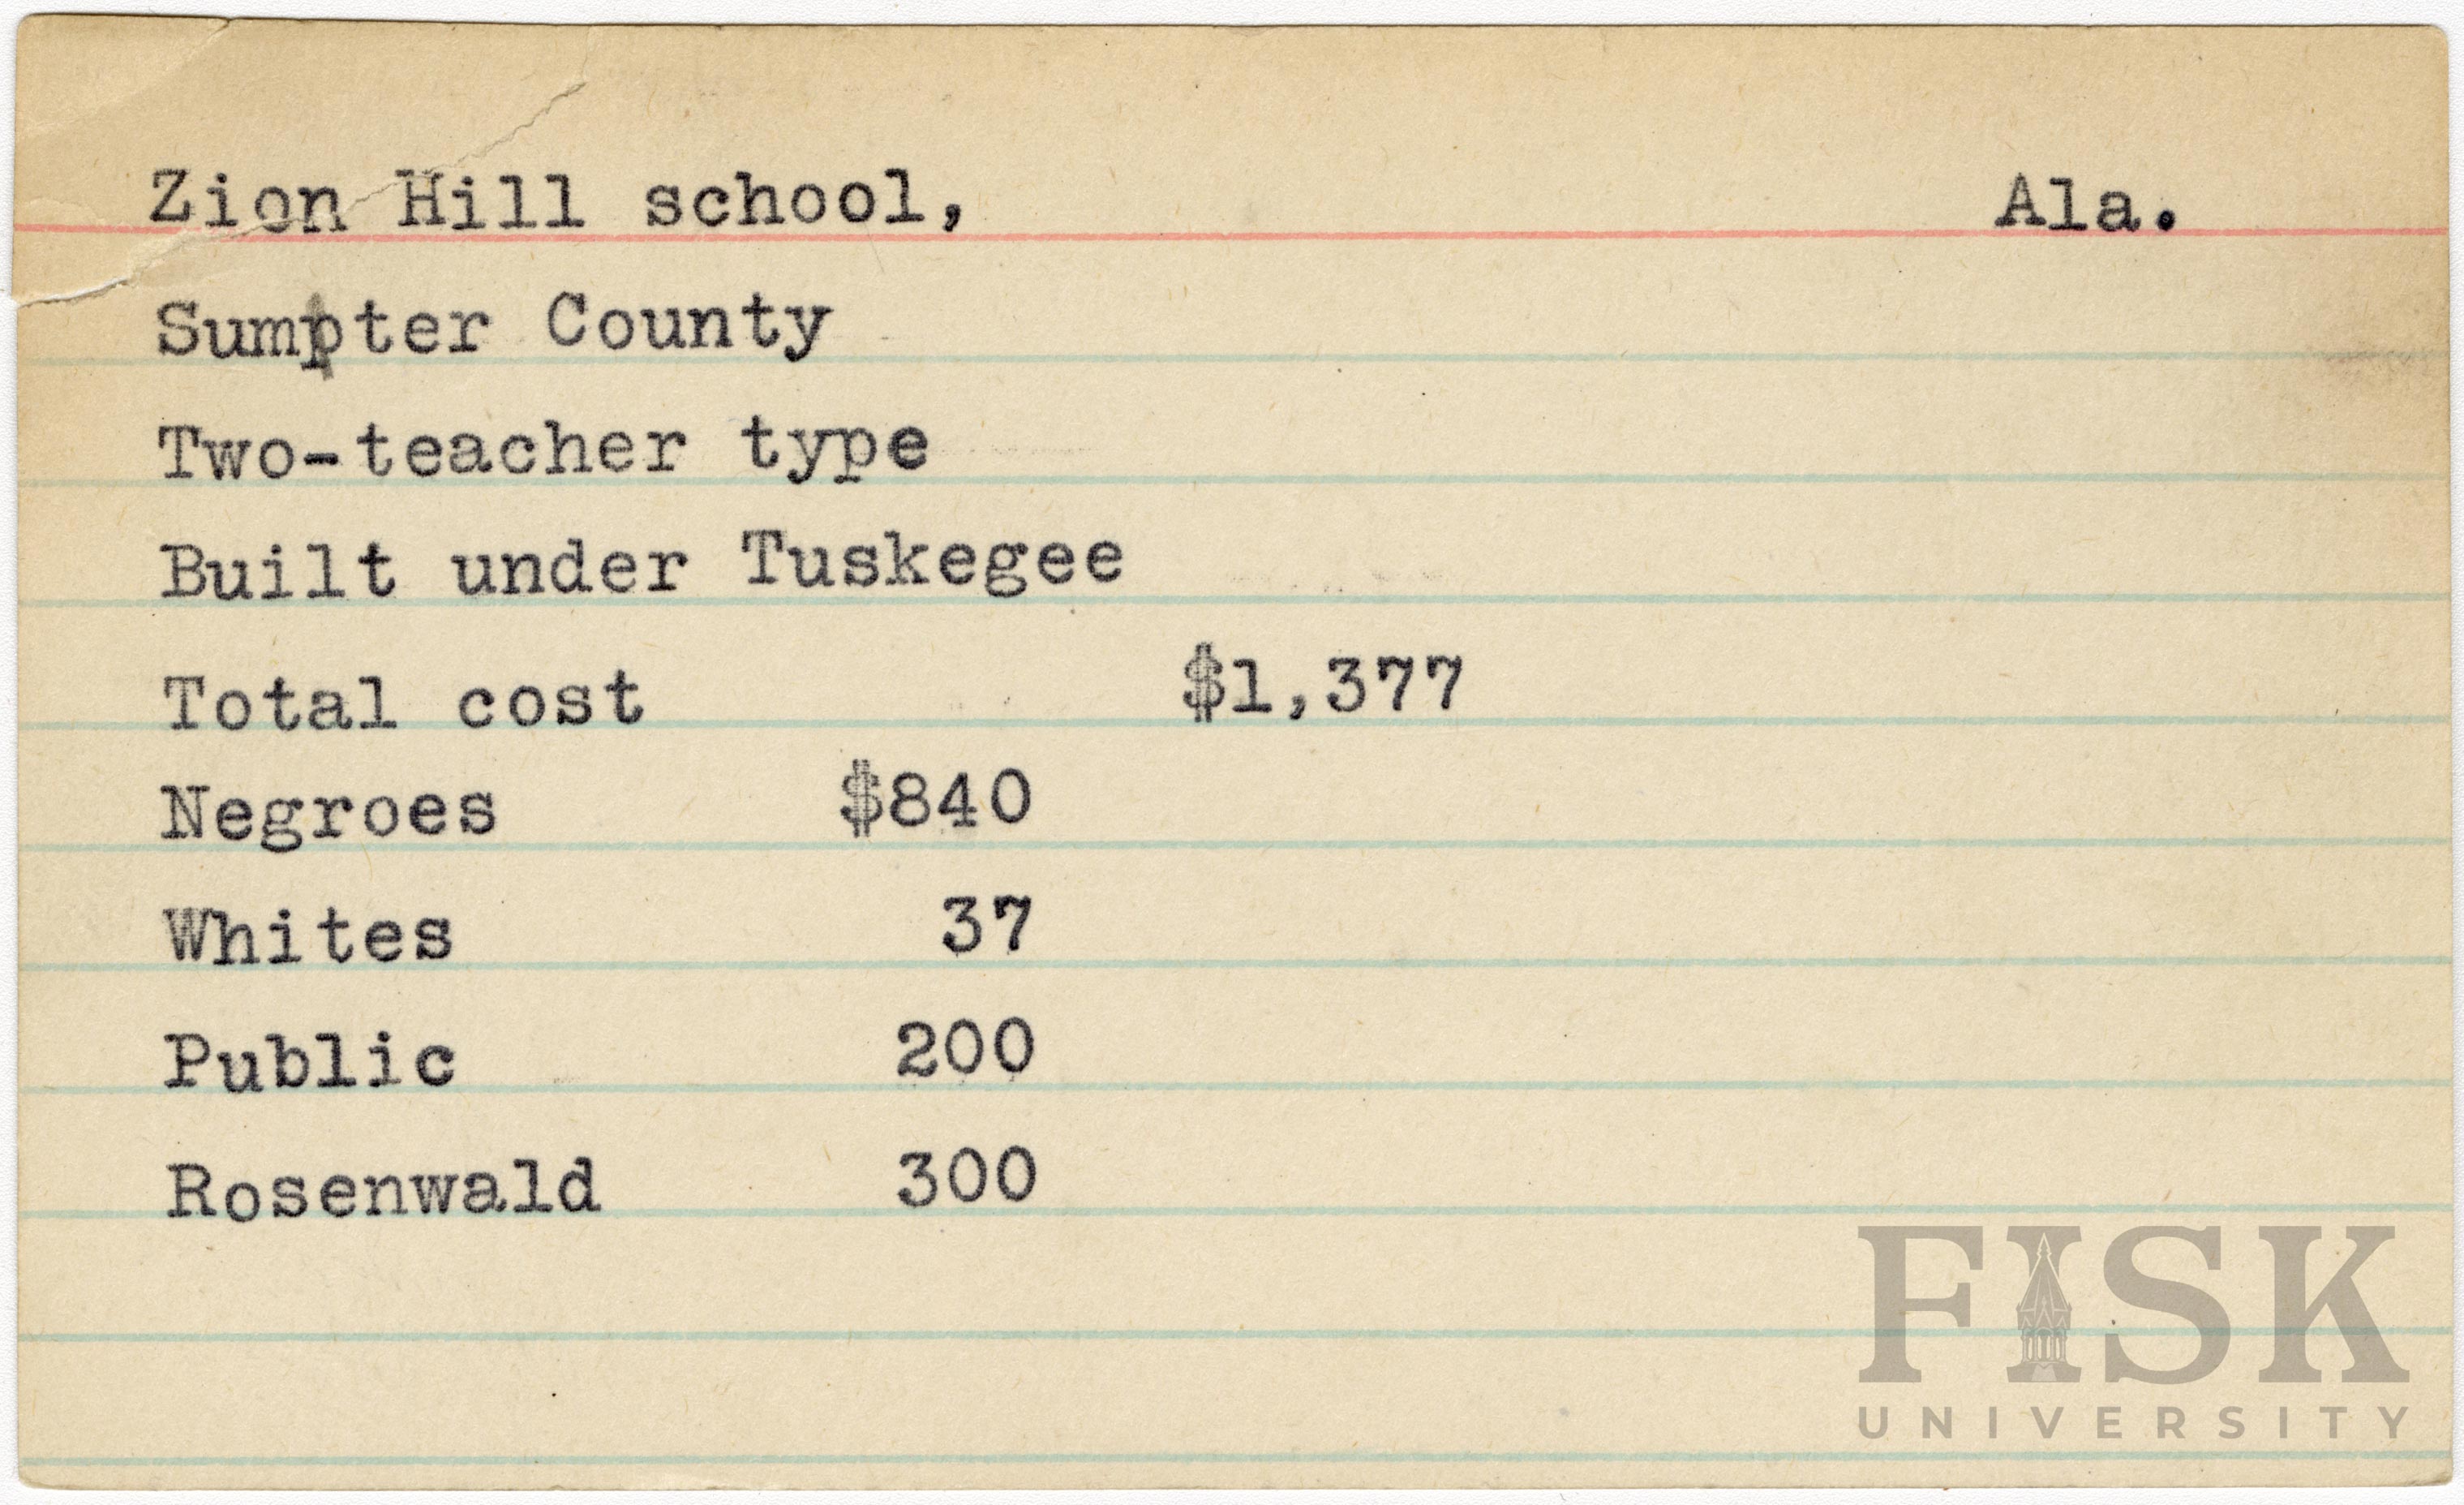 Zion Hill school, Ala.
Sumpter County
Two-teacher type
Built under Tuskegee
Total cost $1,377
Negroes $840
Whites 37
Public 200
Rosenwald 300
FISK
UNIVERSITY